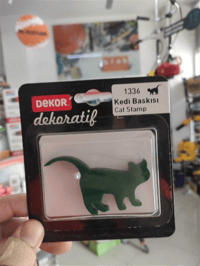 1336
DEKOR
Kedi Baskısı
Cat Stamp
dekoratif